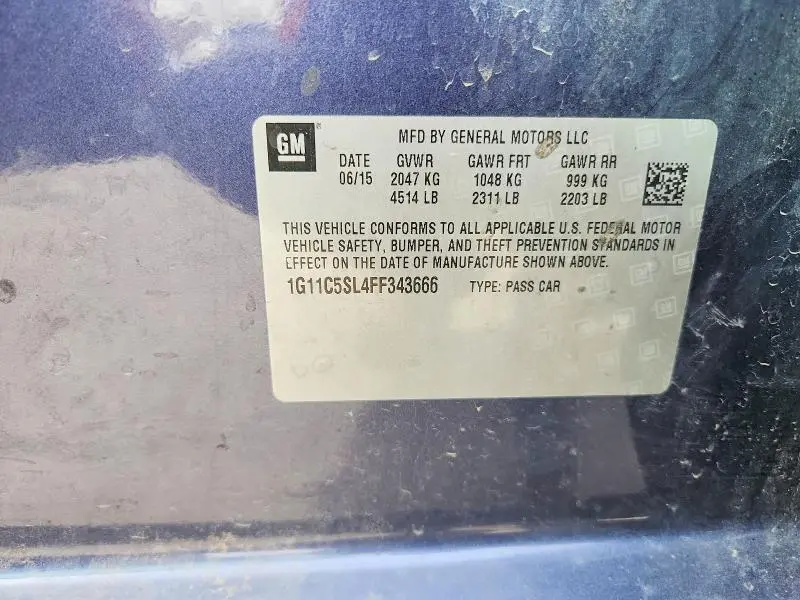 GM
MFD BY GENERAL MOTORS LLC
DATE GVWR GAWR FRT GAWR RR
06/15 2047 KG 1048 KG 999 KG
4514 LB 2311 LB 2203 LB
THIS VEHICLE CONFORMS TO ALL APPLICABLE U.S. FEDERAL MOTOR
VEHICLE SAFETY, BUMPER, AND THEFT PREVENTION STANDARDS IN
EFFECT ON THE DATE OF MANUFACTURE SHOWN ABOVE.
1G11C5SL4FF343666 TYPE: PASS CAR